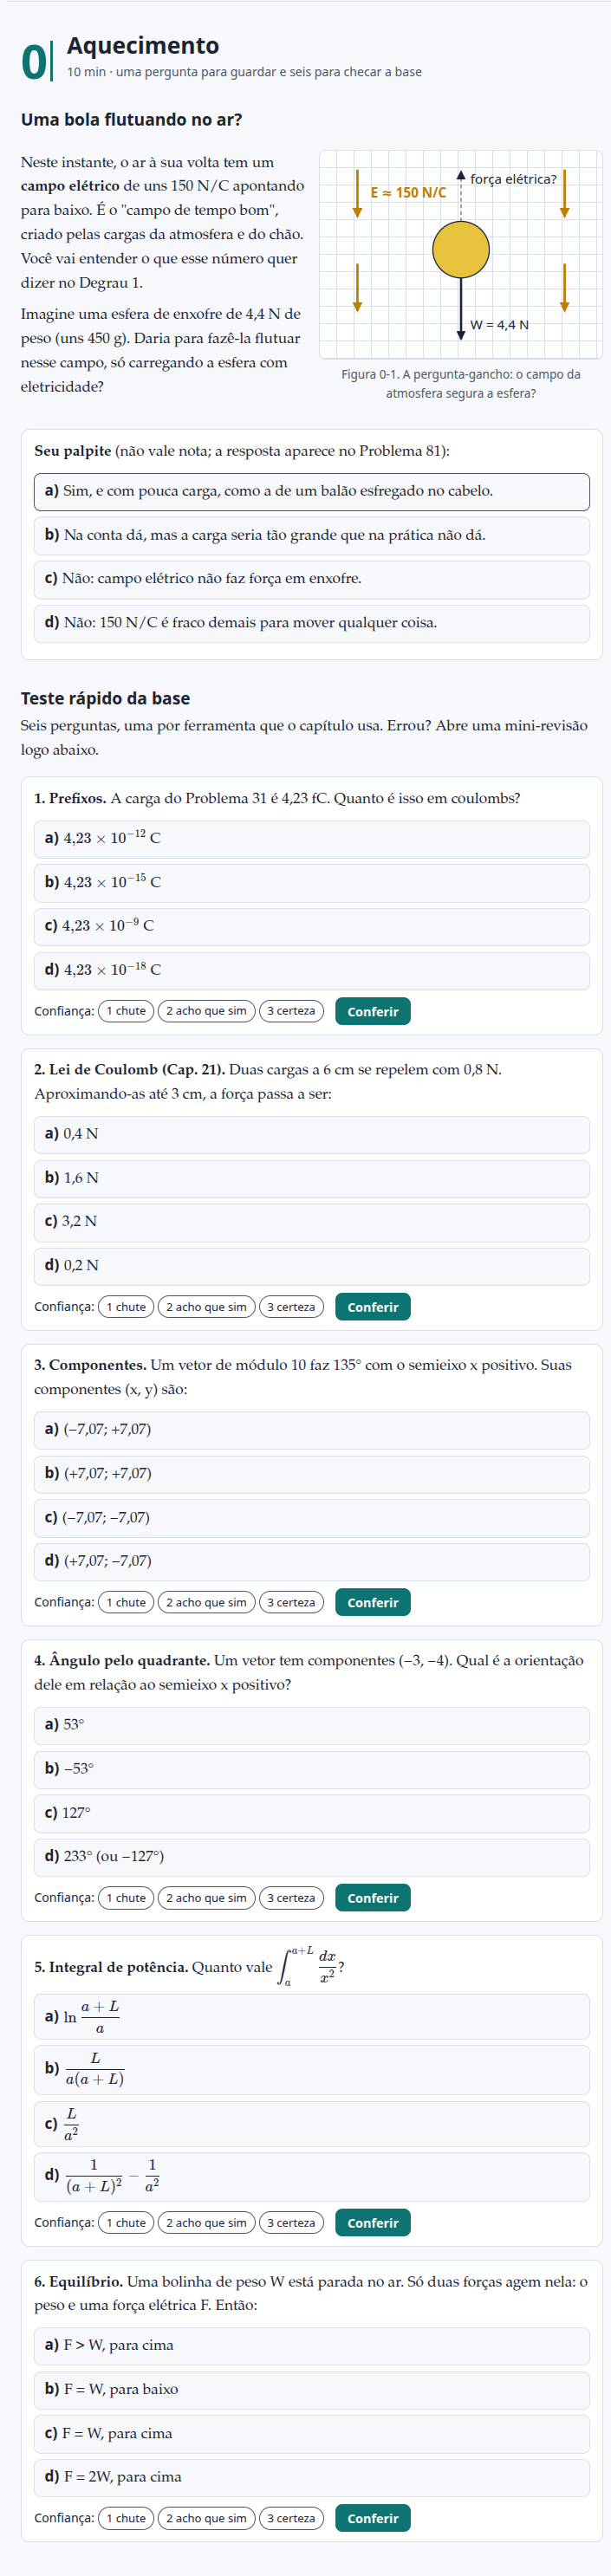 0
Aquecimento
10 min · uma pergunta para guardar e seis para checar a base
Uma bola flutuando no ar?
Neste instante, o ar à sua volta tem um
campo elétrico de uns 150 N/C apontando
para baixo. É o "campo de tempo bom",
criado pelas cargas da atmosfera e do chão.
Você vai entender o que esse número quer
dizer no Degrau 1.
Imagine uma esfera de enxofre de 4,4 N de
peso (uns 450 g). Daria para fazê-la flutuar
nesse campo, só carregando a esfera com
eletricidade?
E ≈ 150 N/C
força elétrica?
W = 4,4 N
Figura 0-1. A pergunta-gancho: o campo da
atmosfera segura a esfera?
Seu palpite (não vale nota; a resposta aparece no Problema 81):
a) Sim, e com pouca carga, como a de um balão esfregado no cabelo.
b) Na conta dá, mas a carga seria tão grande que na prática não dá.
c) Não: campo elétrico não faz força em enxofre.
d) Não: 150 N/C é fraco demais para mover qualquer coisa.
Teste rápido da base
Seis perguntas, uma por ferramenta que o capítulo usa. Errou? Abre uma mini-revisão
logo abaixo.
1. Prefixos. A carga do Problema 31 é 4,23 fC. Quanto é isso em coulombs?
a) 4,23 × 10⁻¹² C
b) 4,23 × 10⁻¹⁵ C
c) 4,23 × 10⁻⁹ C
d) 4,23 × 10⁻¹⁸ C
Confiança: 1 chute 2 acho que sim 3 certeza Conferir
2. Lei de Coulomb (Cap. 21). Duas cargas a 6 cm se repelem com 0,8 N.
Aproximando-as até 3 cm, a força passa a ser:
a) 0,4 N
b) 1,6 N
c) 3,2 N
d) 0,2 N
Confiança: 1 chute 2 acho que sim 3 certeza Conferir
3. Componentes. Um vetor de módulo 10 faz 135° com o semieixo x positivo. Suas
componentes (x, y) são:
a) (−7,07; +7,07)
b) (+7,07; +7,07)
c) (−7,07; −7,07)
d) (+7,07; −7,07)
Confiança: 1 chute 2 acho que sim 3 certeza Conferir
4. Ângulo pelo quadrante. Um vetor tem componentes (−3, −4). Qual é a orientação
dele em relação ao semieixo x positivo?
a) 53°
b) −53°
c) 127°
d) 233° (ou −127°)
Confiança: 1 chute 2 acho que sim 3 certeza Conferir
5. Integral de potência. Quanto vale ∫ₐᵃ⁺ᴸ dx/x²?
a) ln (a + L)/a
b) L/(a(a + L))
c) L/a²
d) 1/(a + L)² − 1/a²
Confiança: 1 chute 2 acho que sim 3 certeza Conferir
6. Equilíbrio. Uma bolinha de peso W está parada no ar. Só duas forças agem nela: o
peso e uma força elétrica F. Então:
a) F > W, para cima
b) F = W, para baixo
c) F = W, para cima
d) F = 2W, para cima
Confiança: 1 chute 2 acho que sim 3 certeza Conferir